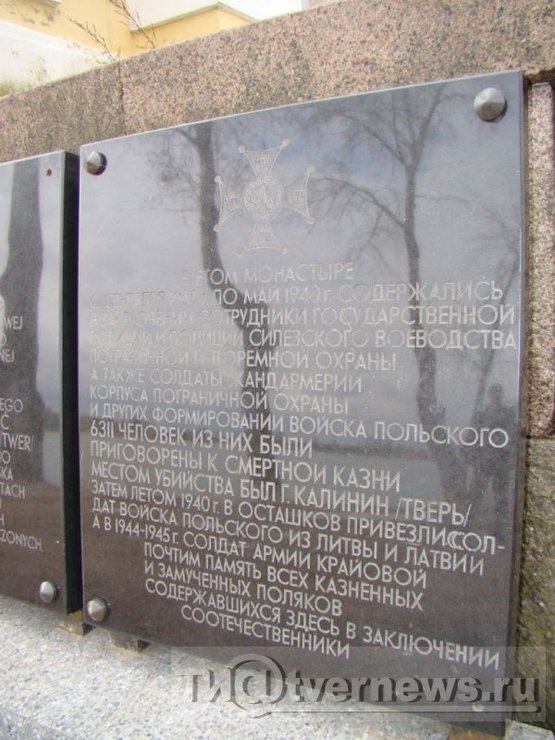 В ЭТОМ МОНАСТЫРЕ
С СЕНТЯБРЯ ПО МАЙ 1940 г. СОДЕРЖАЛИСЬ
В ЗАКЛЮЧЕНИИ СОТРУДНИКИ ГОСУДАРСТВЕННОЙ
ПОЛИЦИИ И ПОЛИЦИИ СИЛЕЗСКОГО ВОЕВОДСТВА
ПОГРАНИЧНОЙ И ТЮРЕМНОЙ ОХРАНЫ
А ТАКЖЕ СОЛДАТЫ ЖАНДАРМЕРИИ
КОРПУСА ПОГРАНИЧНОЙ ОХРАНЫ
И ДРУГИХ ФОРМИРОВАНИЙ ВОЙСКА ПОЛЬСКОГО
6311 ЧЕЛОВЕК ИЗ НИХ БЫЛИ
ПРИГОВОРЕНЫ К СМЕРТНОЙ КАЗНИ
МЕСТОМ УБИЙСТВА БЫЛ Г. КАЛИНИН /ТВЕРЬ/
ЗАТЕМ ЛЕТОМ 1940 г. В ОСТАШКОВ ПРИВЕЗЛИ СОЛ-
ДАТ ВОЙСКА ПОЛЬСКОГО ИЗ ЛИТВЫ И ЛАТВИИ
А В 1944-1945 г. СОЛДАТ АРМИИ КРАЙОВОЙ
ПОЧТИМ ПАМЯТЬ ВСЕХ КАЗНЕННЫХ
И ЗАМУЧЕННЫХ ПОЛЯКОВ
СОДЕРЖАВШИХСЯ ЗДЕСЬ В ЗАКЛЮЧЕНИИ
СООТЕЧЕСТВЕННИКИ
TWER/
ТИ@tvernews.ru